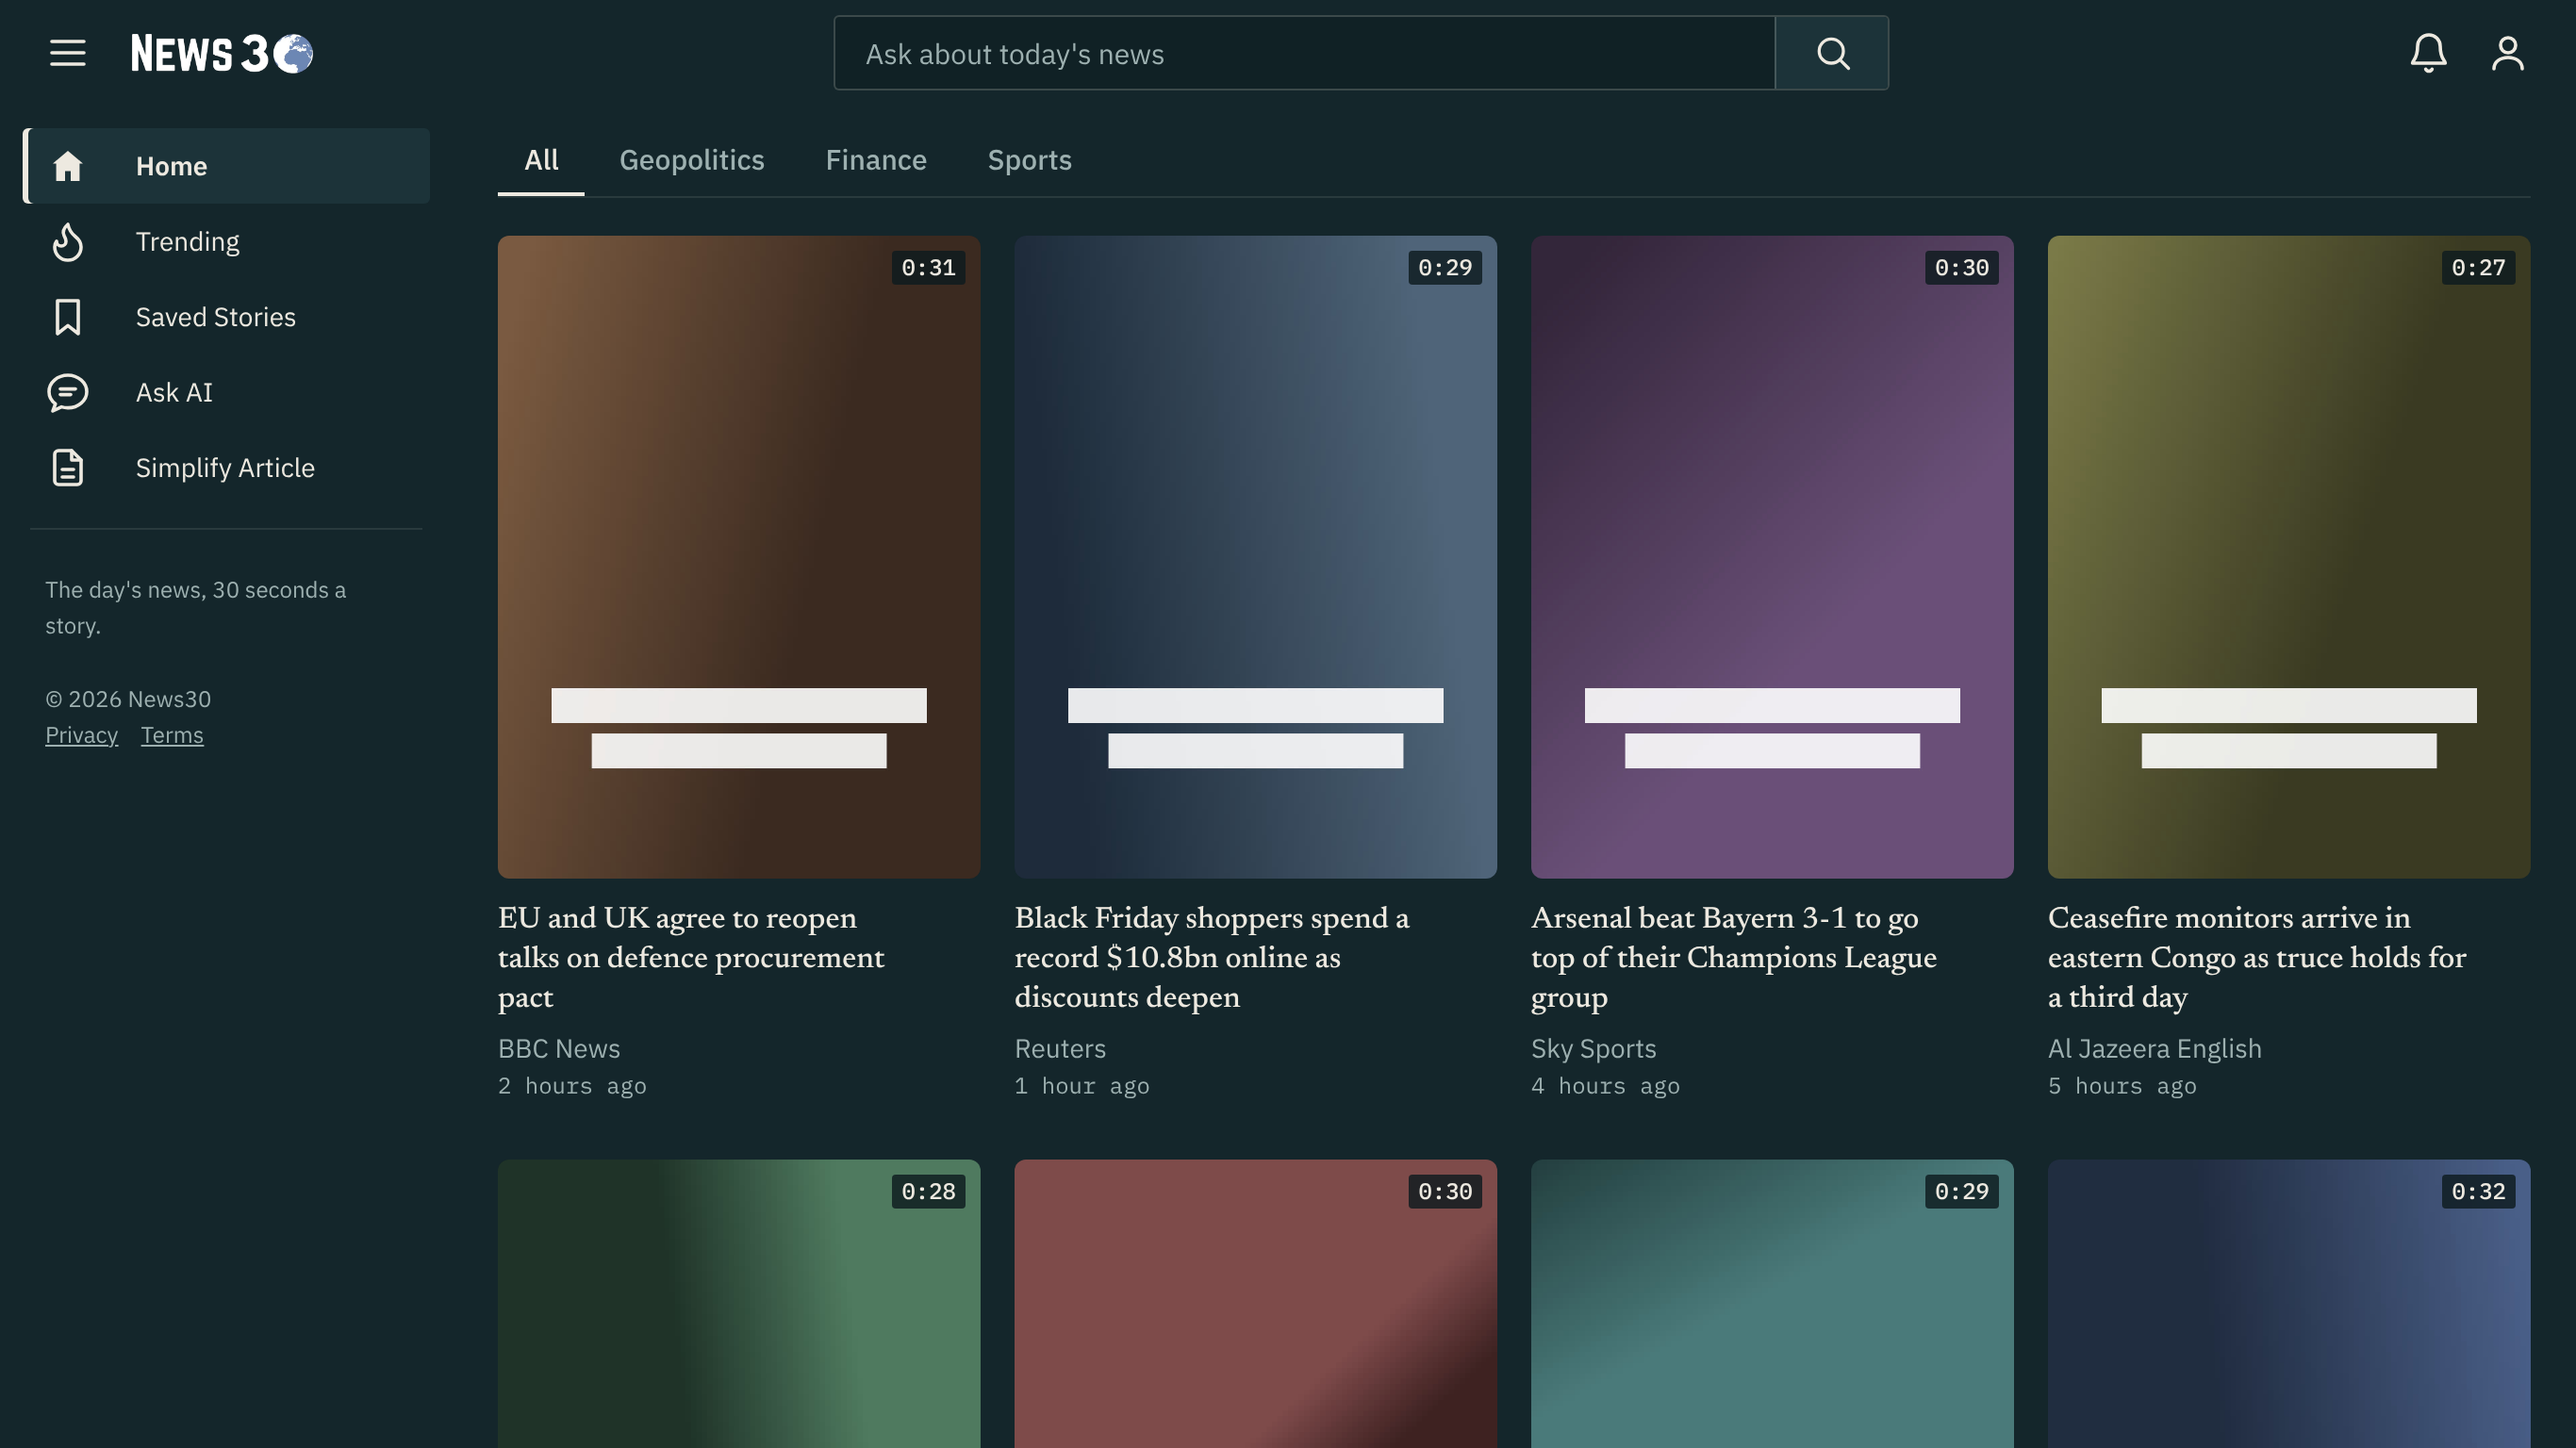 NEWS 30
Ask about today's news
Home
Trending
Saved Stories
Ask AI
Simplify Article
The day's news, 30 seconds a
story.
© 2026 News30
Privacy Terms
All Geopolitics Finance Sports
0:31
EU and UK agree to reopen
talks on defence procurement
pact
BBC News
2 hours ago
0:29
Black Friday shoppers spend a
record $10.8bn online as
discounts deepen
Reuters
1 hour ago
0:30
Arsenal beat Bayern 3-1 to go
top of their Champions League
group
Sky Sports
4 hours ago
0:27
Ceasefire monitors arrive in
eastern Congo as truce holds for
a third day
Al Jazeera English
5 hours ago
0:28
0:30
0:29
0:32